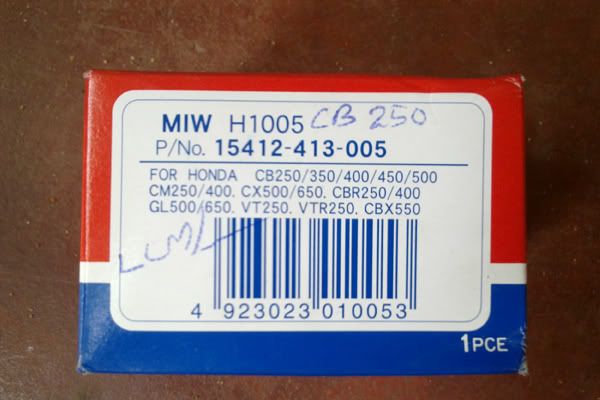 MIW H1005 CB 250
P/No. 15412-413-005
FOR HONDA CB250/350/400/450/500
CM250/400. CX500/650. CBR250/400
GL500/650. VT250. VTR250. CBX550
4 923023 010053
1PCE